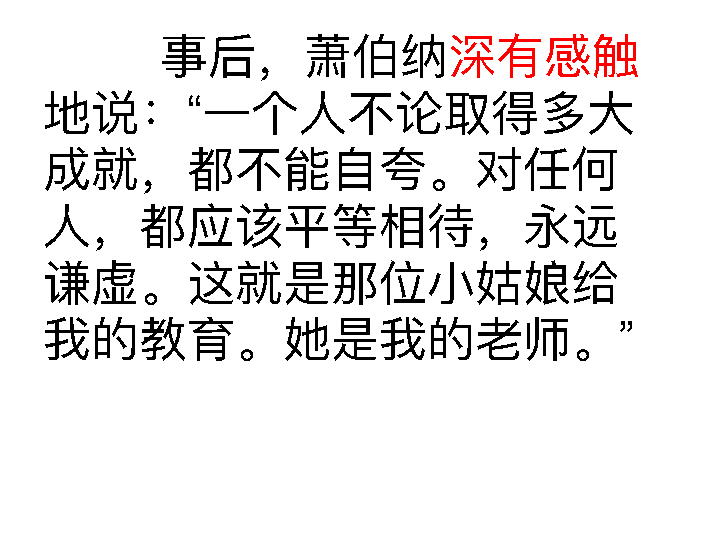 事后，萧伯纳深有感触
地说：“一个人不论取得多大
成就，都不能自夸。对任何
人，都应该平等相待，永远
谦虚。这就是那位小姑娘给
我的教育。她是我的老师。”